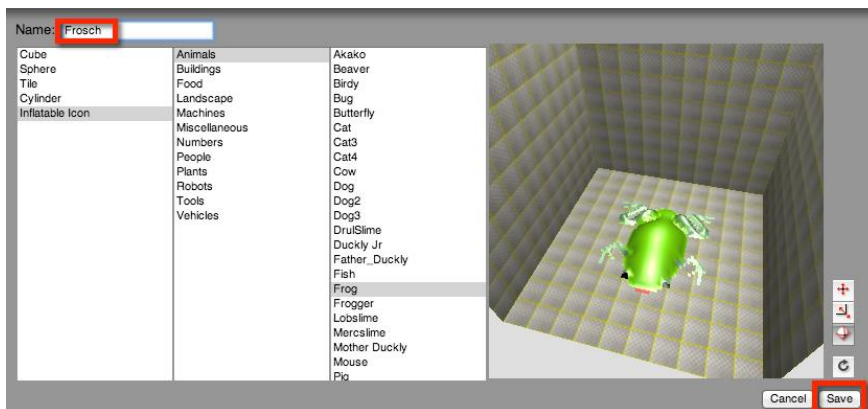 Name: Frosch
Cube
Sphere
Tile
Cylinder
Inflatable Icon
Animals
Buildings
Food
Landscape
Machines
Miscellaneous
Numbers
People
Plants
Robots
Tools
Vehicles
Akako
Beaver
Birdy
Bug
Butterfly
Cat
Cat3
Cat4
Cow
Dog
Dog2
Dog3
DrulSlime
Duckly Jr
Father_Duckly
Fish
Frog
Frogger
Lobslime
Mercslime
Mother Duckly
Mouse
Pig
Cancel
Save